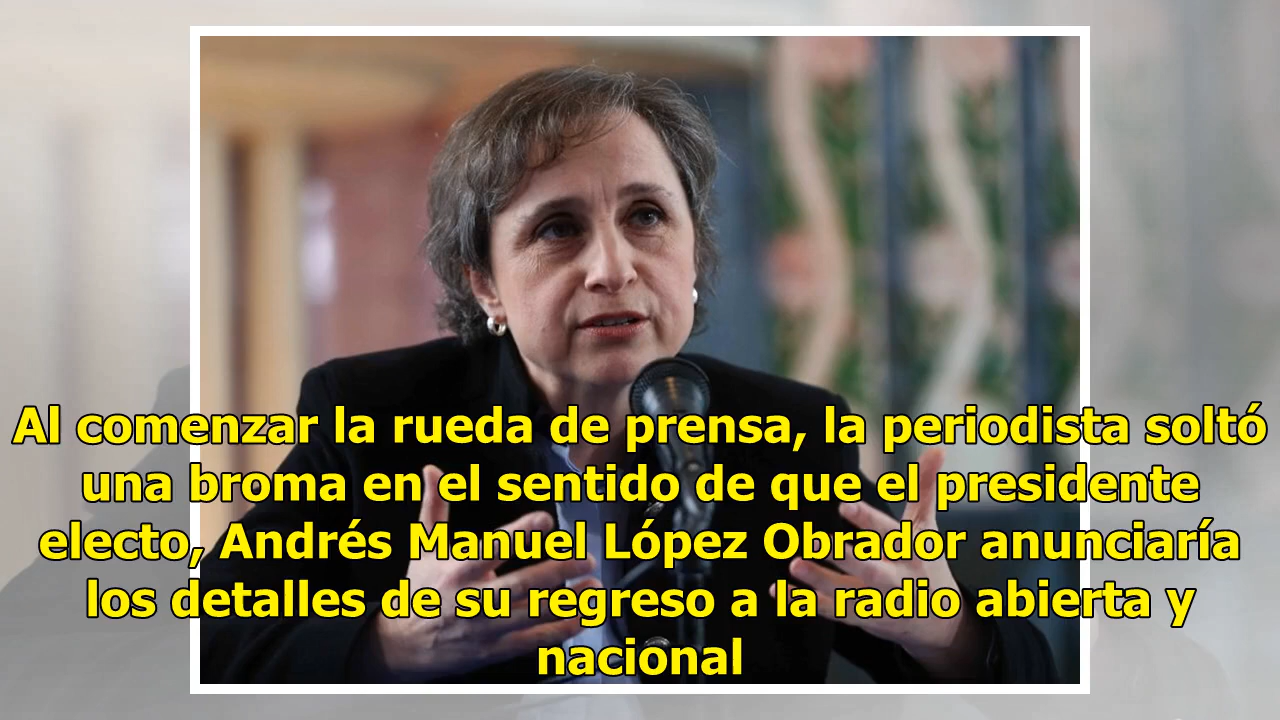 Al comenzar la rueda de prensa, la periodista soltó
una broma en el sentido de que el presidente
electo, Andrés Manuel López Obrador anunciaría
los detalles de su regreso a la radio abierta y
nacional